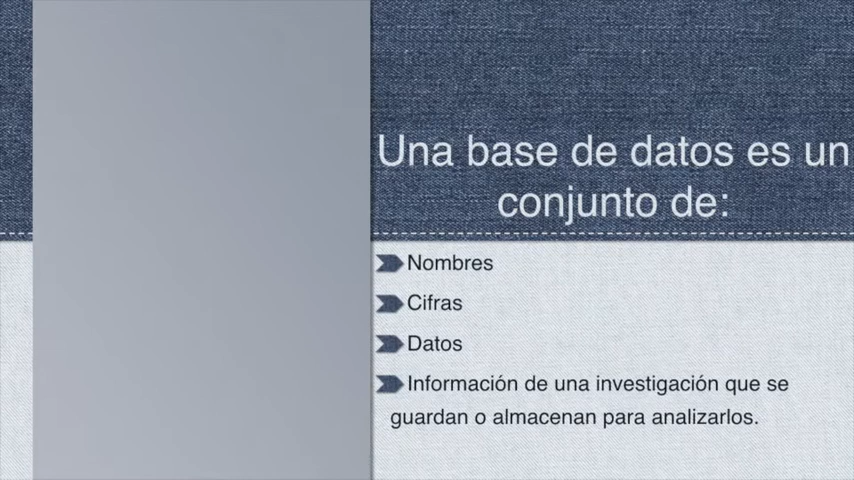 Una base de datos es un
conjunto de:
Nombres
Cifras
Datos
Información de una investigación que se
guardan o almacenan para analizarlos.